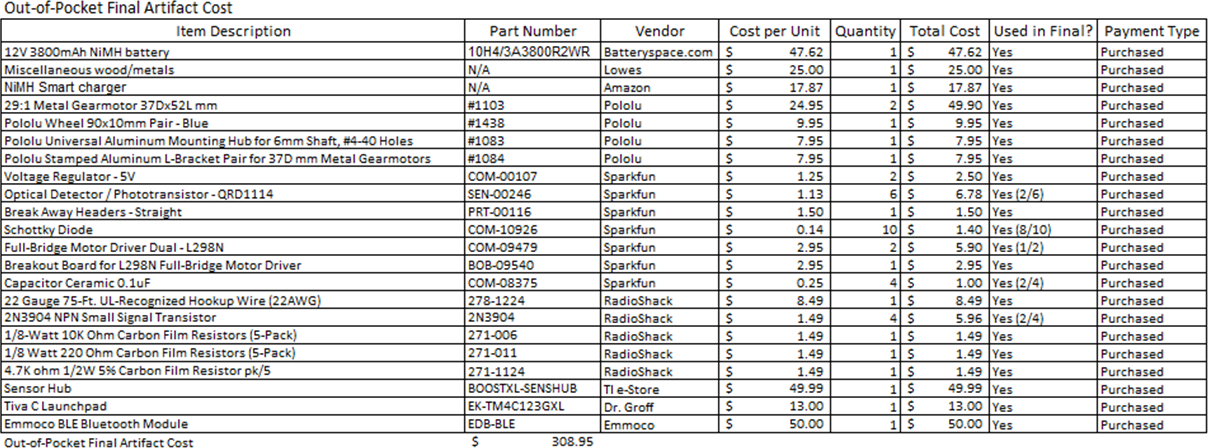 Out-of-Pocket Final Artifact Cost
Item Description Part Number Vendor Cost per Unit Quantity Total Cost Used in Final? Payment Type
12V 3800mAh NiMH battery 10H4/3A3800R2WR Batteryspace.com $ 47.62 1 $ 47.62 Yes Purchased
Miscellaneous wood/metals N/A Lowes $ 25.00 1 $ 25.00 Yes Purchased
NiMH Smart charger N/A Amazon $ 17.87 1 $ 17.87 Yes Purchased
29:1 Metal Gearmotor 37Dx52L mm #1103 Pololu $ 24.95 2 $ 49.90 Yes Purchased
Pololu Wheel 90x10mm Pair - Blue #1438 Pololu $ 9.95 1 $ 9.95 Yes Purchased
Pololu Universal Aluminum Mounting Hub for 6mm Shaft, #4-40 Holes #1083 Pololu $ 7.95 1 $ 7.95 Yes Purchased
Pololu Stamped Aluminum L-Bracket Pair for 37D mm Metal Gearmotors #1084 Pololu $ 7.95 1 $ 7.95 Yes Purchased
Voltage Regulator - 5V COM-00107 Sparkfun $ 1.25 2 $ 2.50 Yes Purchased
Optical Detector / Phototransistor - QRD1114 SEN-00246 Sparkfun $ 1.13 6 $ 6.78 Yes (2/6) Purchased
Break Away Headers - Straight PRT-00116 Sparkfun $ 1.50 1 $ 1.50 Yes Purchased
Schottky Diode COM-10926 Sparkfun $ 0.14 10 $ 1.40 Yes (8/10) Purchased
Full-Bridge Motor Driver Dual - L298N COM-09479 Sparkfun $ 2.95 2 $ 5.90 Yes (1/2) Purchased
Breakout Board for L298N Full-Bridge Motor Driver BOB-09540 Sparkfun $ 2.95 1 $ 2.95 Yes Purchased
Capacitor Ceramic 0.1uF COM-08375 Sparkfun $ 0.25 4 $ 1.00 Yes (2/4) Purchased
22 Gauge 75-Ft. UL-Recognized Hookup Wire (22AWG) 278-1224 RadioShack $ 8.49 1 $ 8.49 Yes Purchased
2N3904 NPN Small Signal Transistor 2N3904 RadioShack $ 1.49 4 $ 5.96 Yes (2/4) Purchased
1/8-Watt 10K Ohm Carbon Film Resistors (5-Pack) 271-006 RadioShack $ 1.49 1 $ 1.49 Yes Purchased
1/8 Watt 220 Ohm Carbon Film Resistors (5-Pack) 271-011 RadioShack $ 1.49 1 $ 1.49 Yes Purchased
4.7K ohm 1/2W 5% Carbon Film Resistor pk/5 271-1124 RadioShack $ 1.49 1 $ 1.49 Yes Purchased
Sensor Hub BOOSTXL-SENSHUB TI e-Store $ 49.99 1 $ 49.99 Yes Purchased
Tiva C Launchpad EK-TM4C123GXL Dr. Groff $ 13.00 1 $ 13.00 Yes Purchased
Emmoco BLE Bluetooth Module EDB-BLE Emmoco $ 50.00 1 $ 50.00 Yes Purchased
Out-of-Pocket Final Artifact Cost $ 308.95